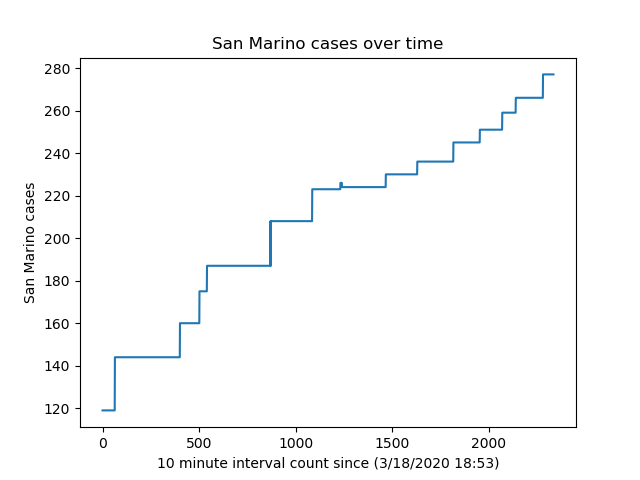 San Marino cases over time
San Marino cases
280
260
240
220
200
180
160
140
120
0 500 1000 1500 2000
10 minute interval count since (3/18/2020 18:53)